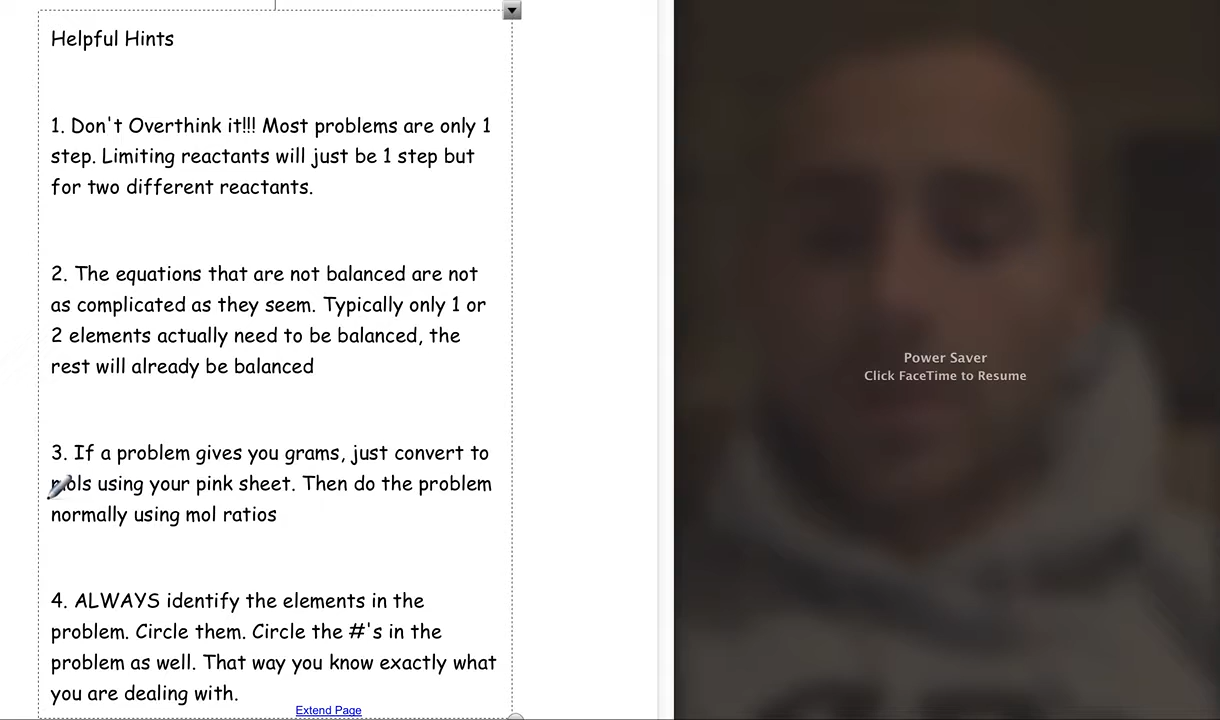 Helpful Hints
1. Don't Overthink it!!! Most problems are only 1
step. Limiting reactants will just be 1 step but
for two different reactants.
2. The equations that are not balanced are not
as complicated as they seem. Typically only 1 or
2 elements actually need to be balanced, the
rest will already be balanced
3. If a problem gives you grams, just convert to
mols using your pink sheet. Then do the problem
normally using mol ratios
4. ALWAYS identify the elements in the
problem. Circle them. Circle the #'s in the
problem as well. That way you know exactly what
you are dealing with.
Extend Page
Power Saver
Click FaceTime to Resume